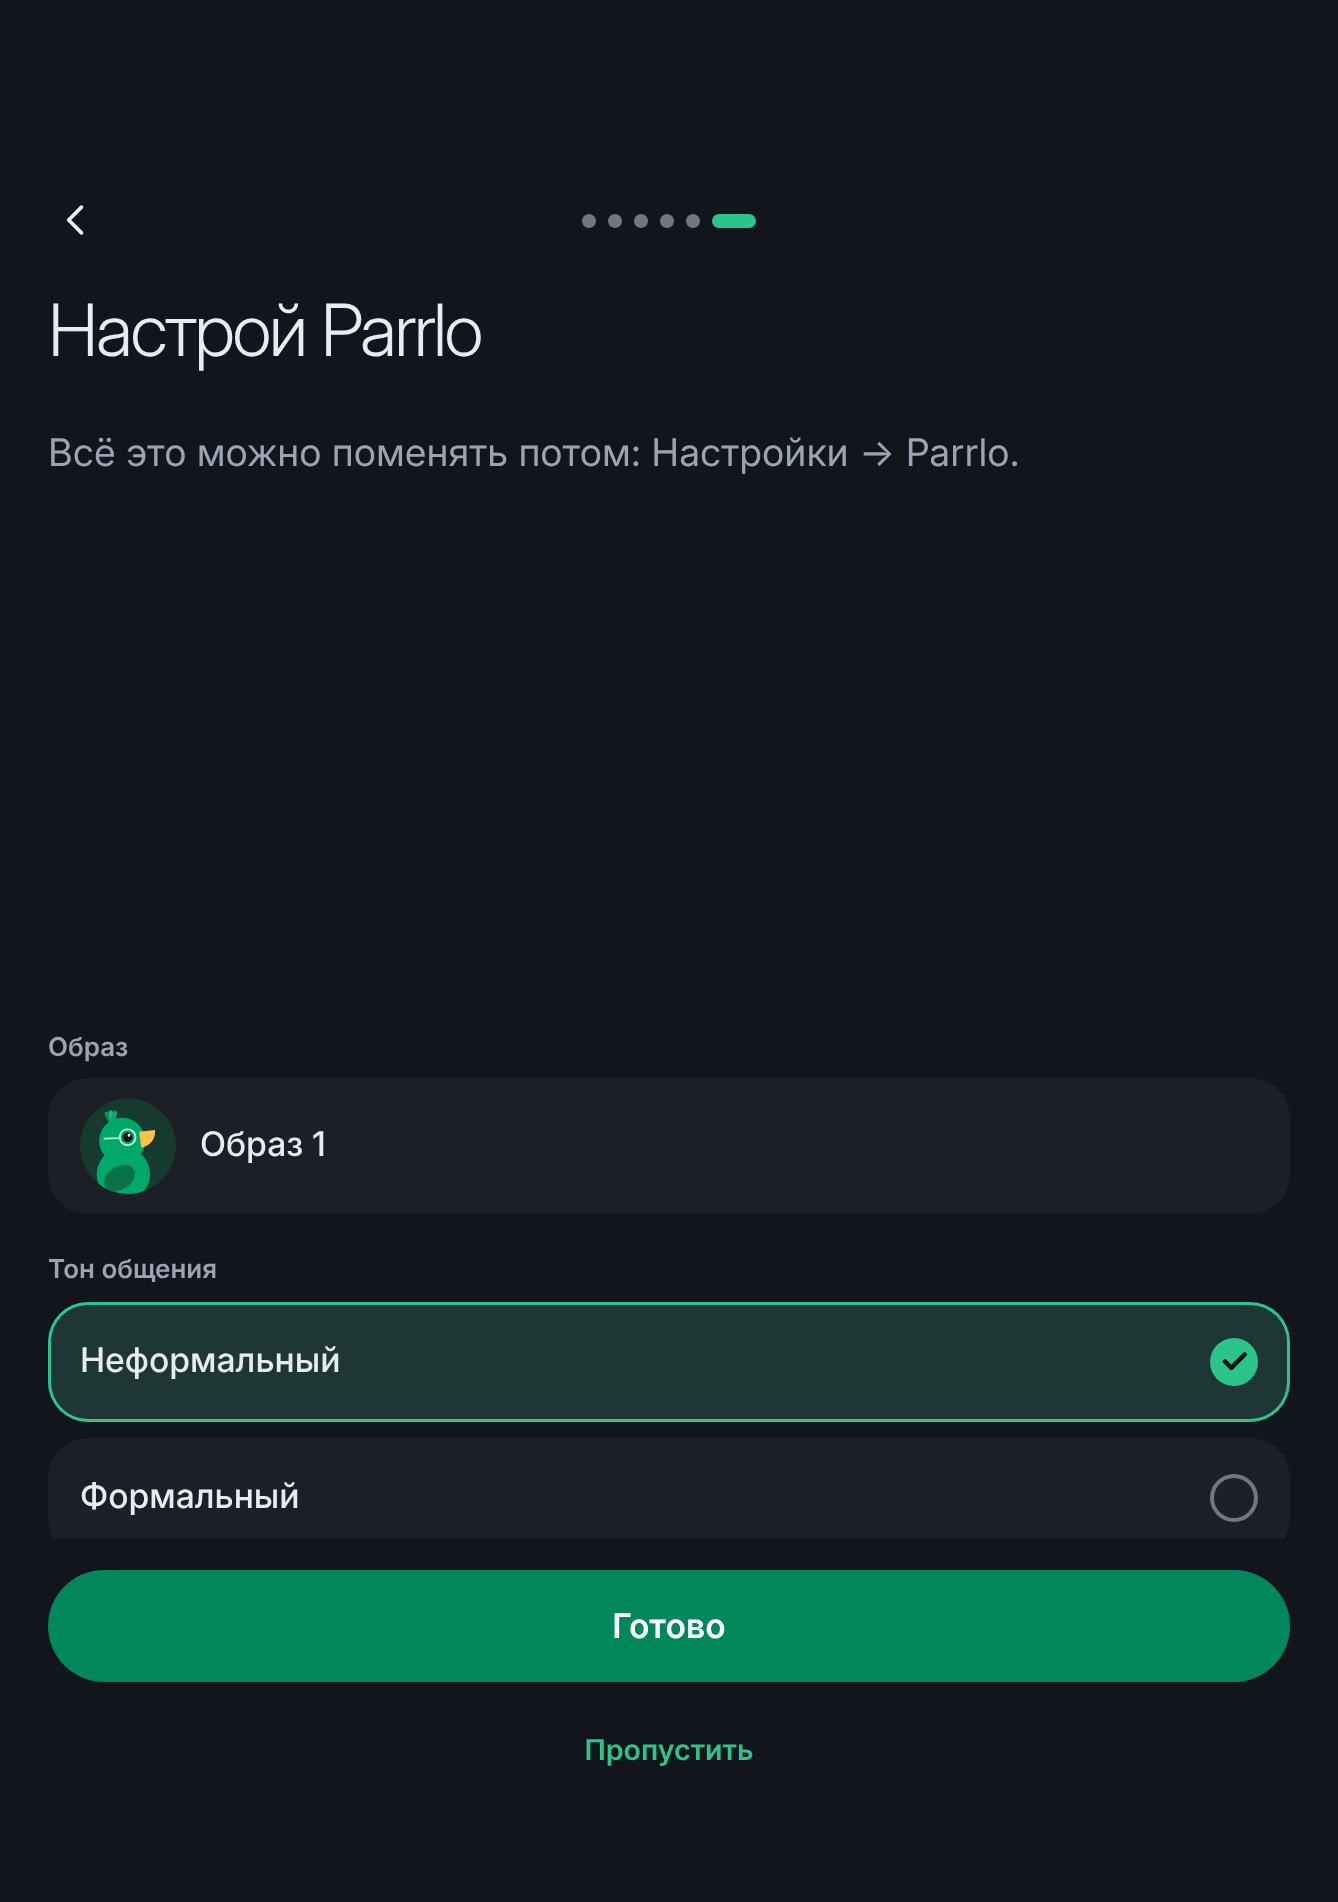 Настрой Parrlo
Всё это можно поменять потом: Настройки → Parrlo.
Образ
Образ 1
Тон общения
Неформальный
Формальный
Готово
Пропустить